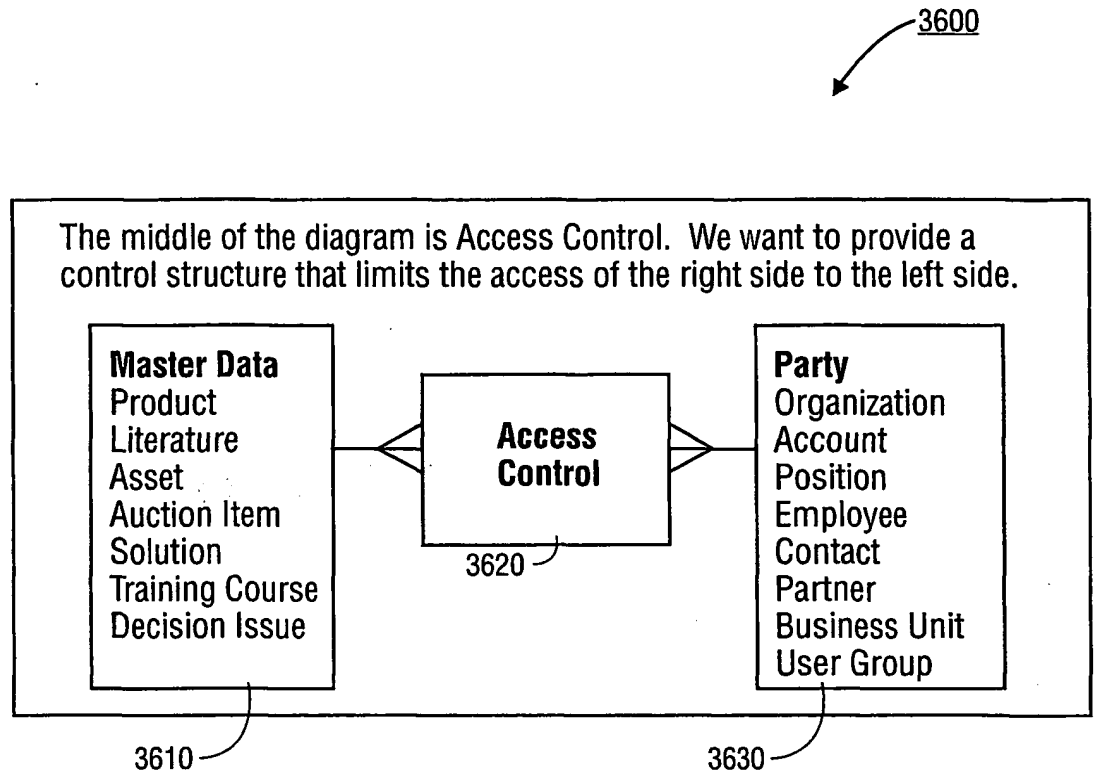 3600
The middle of the diagram is Access Control. We want to provide a
control structure that limits the access of the right side to the left side.
Master Data
Product
Literature
Asset
Auction Item
Solution
Training Course
Decision Issue
3610
Access
Control
3620
Party
Organization
Account
Position
Employee
Contact
Partner
Business Unit
User Group
3630